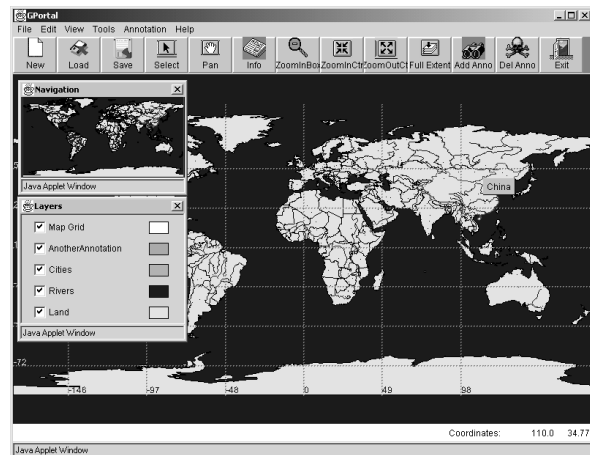 GPortal
File Edit View Tools Annotation Help
New Load Save Select Pan Info ZoomInBox ZoomInCtr ZoomOutCt Full Extent Add Anno Del Anno Exit
Navigation
Java Applet Window
China
Layers
Map Grid
AnotherAnnotation
Cities
Rivers
Land
Java Applet Window
-72
-146 -97 -48 0 49 98
Coordinates: 110.0 34.77
Java Applet Window